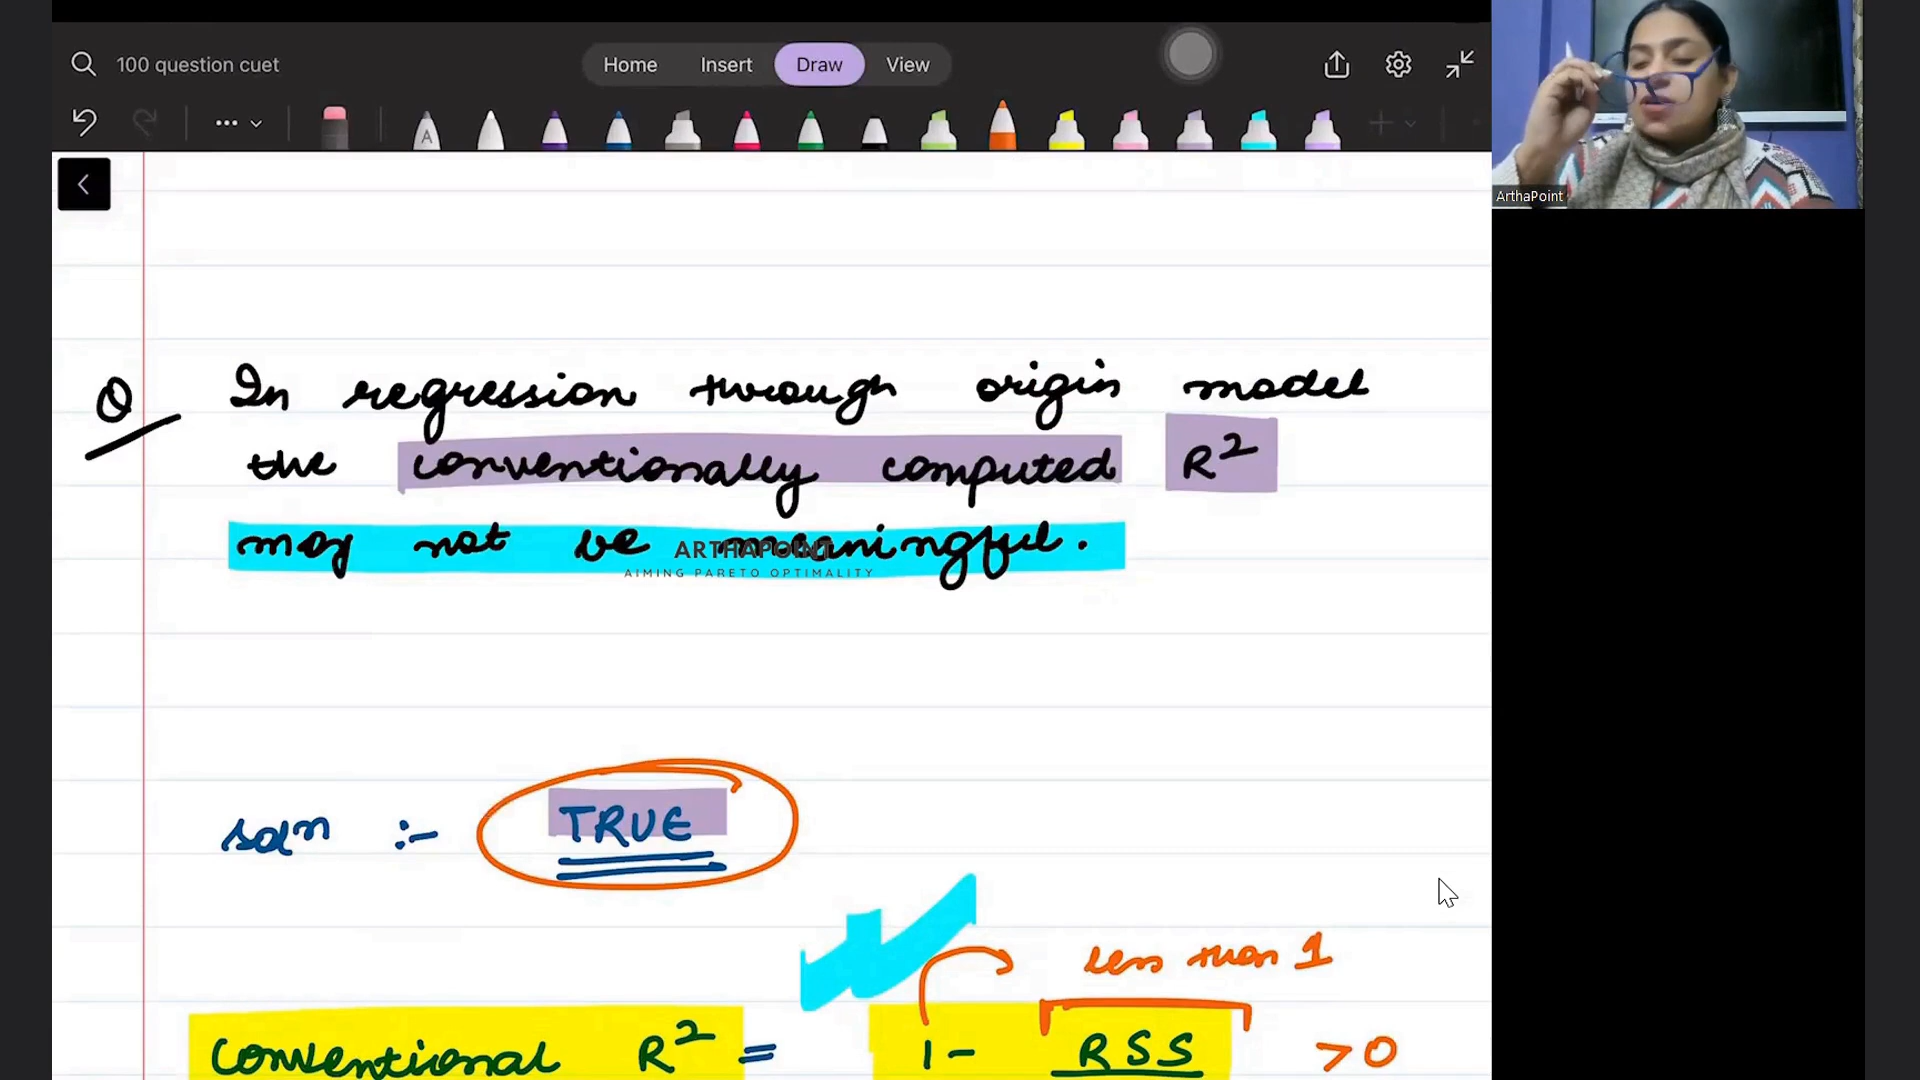 100 question cuet
Home Insert Draw View
A
ArthaPoint
Q In regression through origin model
the conventionally computed R²
may not be meaningful.
ARTHAPOINT
AIMING PARETO OPTIMALITY
soln :- TRUE
less than 1
conventional R² = 1 - RSS > 0